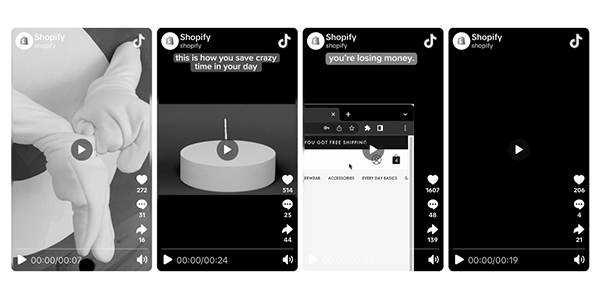 Shopify
shopify
272
31
16
00:00/00:07
Shopify
shopify
this is how you save crazy
time in your day
514
25
44
00:00/00:24
Shopify
shopify
you're losing money.
YOU GOT FREE SHIPPING
ERWEAR ACCESSORIES EVERY DAY BASICS
1607
48
139
00:00/03:02
Shopify
shopify
206
4
21
00:00/00:19